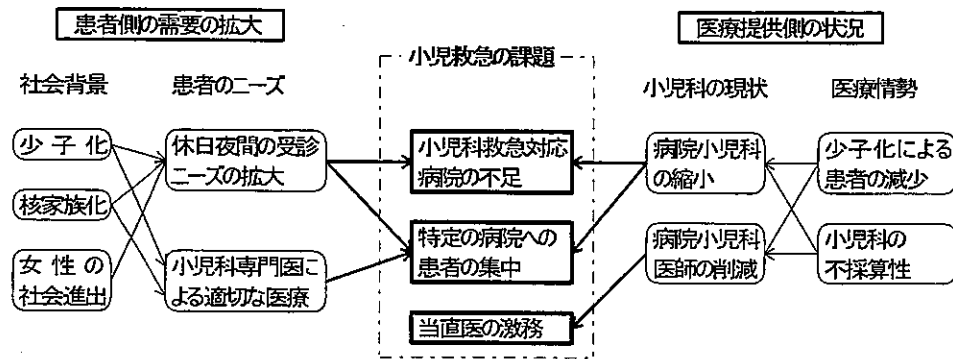 患者側の需要の拡大
社会背景
患者のニーズ
少子化
核家族化
女性の
社会進出
休日夜間の受診
ニーズの拡大
小児科専門医に
よる適切な医療
小児救急の課題
小児科救急対応
病院の不足
特定の病院への
患者の集中
当直医の激務
医療提供側の状況
小児科の現状
医療情勢
病院小児科
の縮小
病院小児科
医師の削減
少子化による
患者の減少
小児科の
不採算性